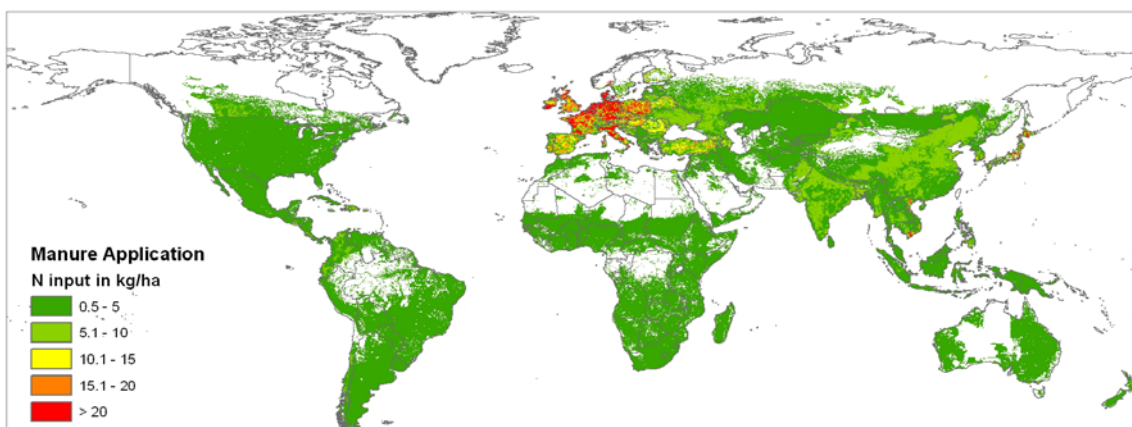 Manure Application
N input in kg/ha
0.5 - 5
5.1 - 10
10.1 - 15
15.1 - 20
> 20